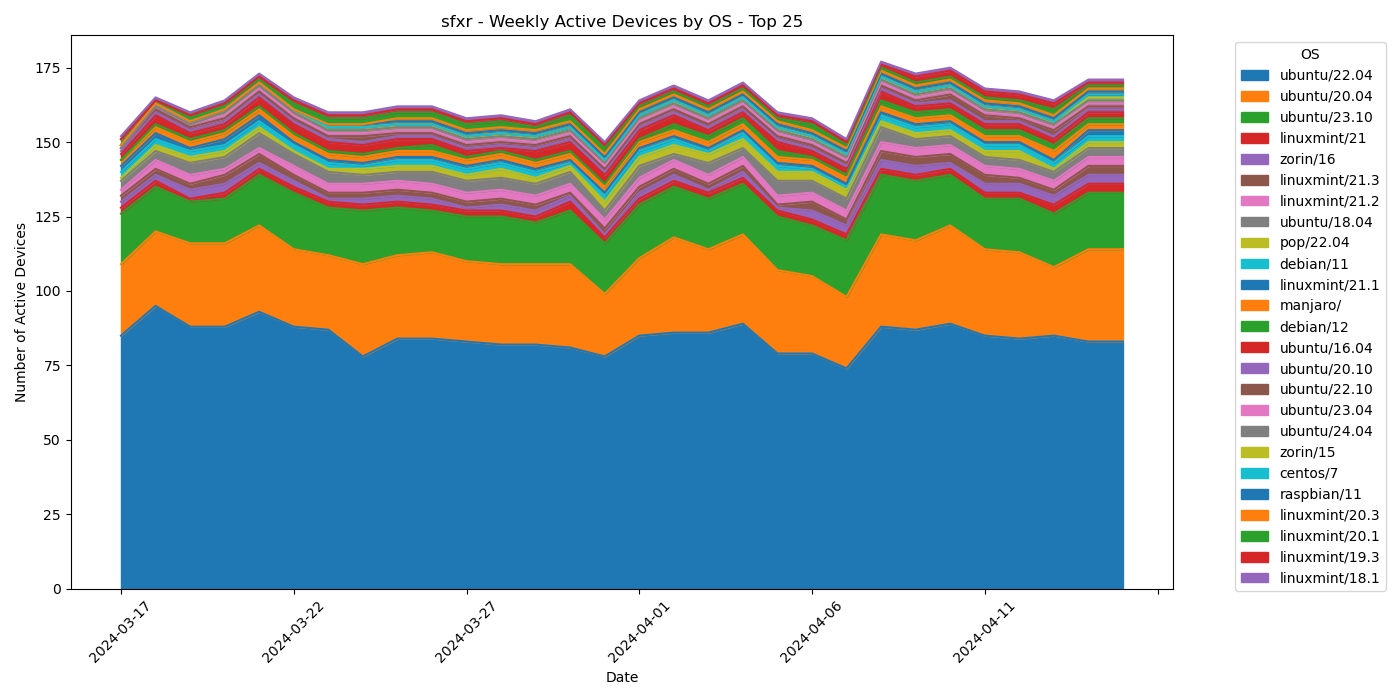 sfxr - Weekly Active Devices by OS - Top 25
Number of Active Devices
175
150
125
100
75
50
25
0
2024-03-17
2024-03-22
2024-03-27
2024-04-01
2024-04-06
2024-04-11
Date
OS
ubuntu/22.04
ubuntu/20.04
ubuntu/23.10
linuxmint/21
zorin/16
linuxmint/21.3
linuxmint/21.2
ubuntu/18.04
pop/22.04
debian/11
linuxmint/21.1
manjaro/
debian/12
ubuntu/16.04
ubuntu/20.10
ubuntu/22.10
ubuntu/23.04
ubuntu/24.04
zorin/15
centos/7
raspbian/11
linuxmint/20.3
linuxmint/20.1
linuxmint/19.3
linuxmint/18.1